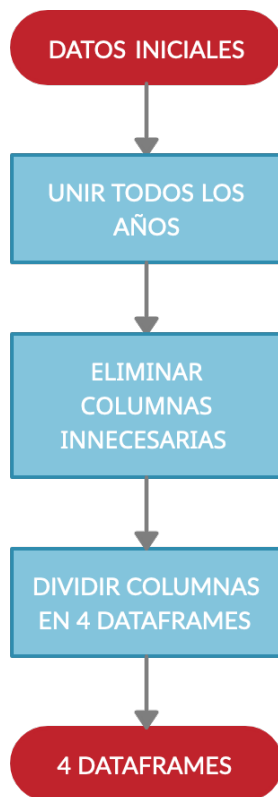 DATOS INICIALES
UNIR TODOS LOS
AÑOS
ELIMINAR
COLUMNAS
INNECESARIAS
DIVIDIR COLUMNAS
EN 4 DATAFRAMES
4 DATAFRAMES